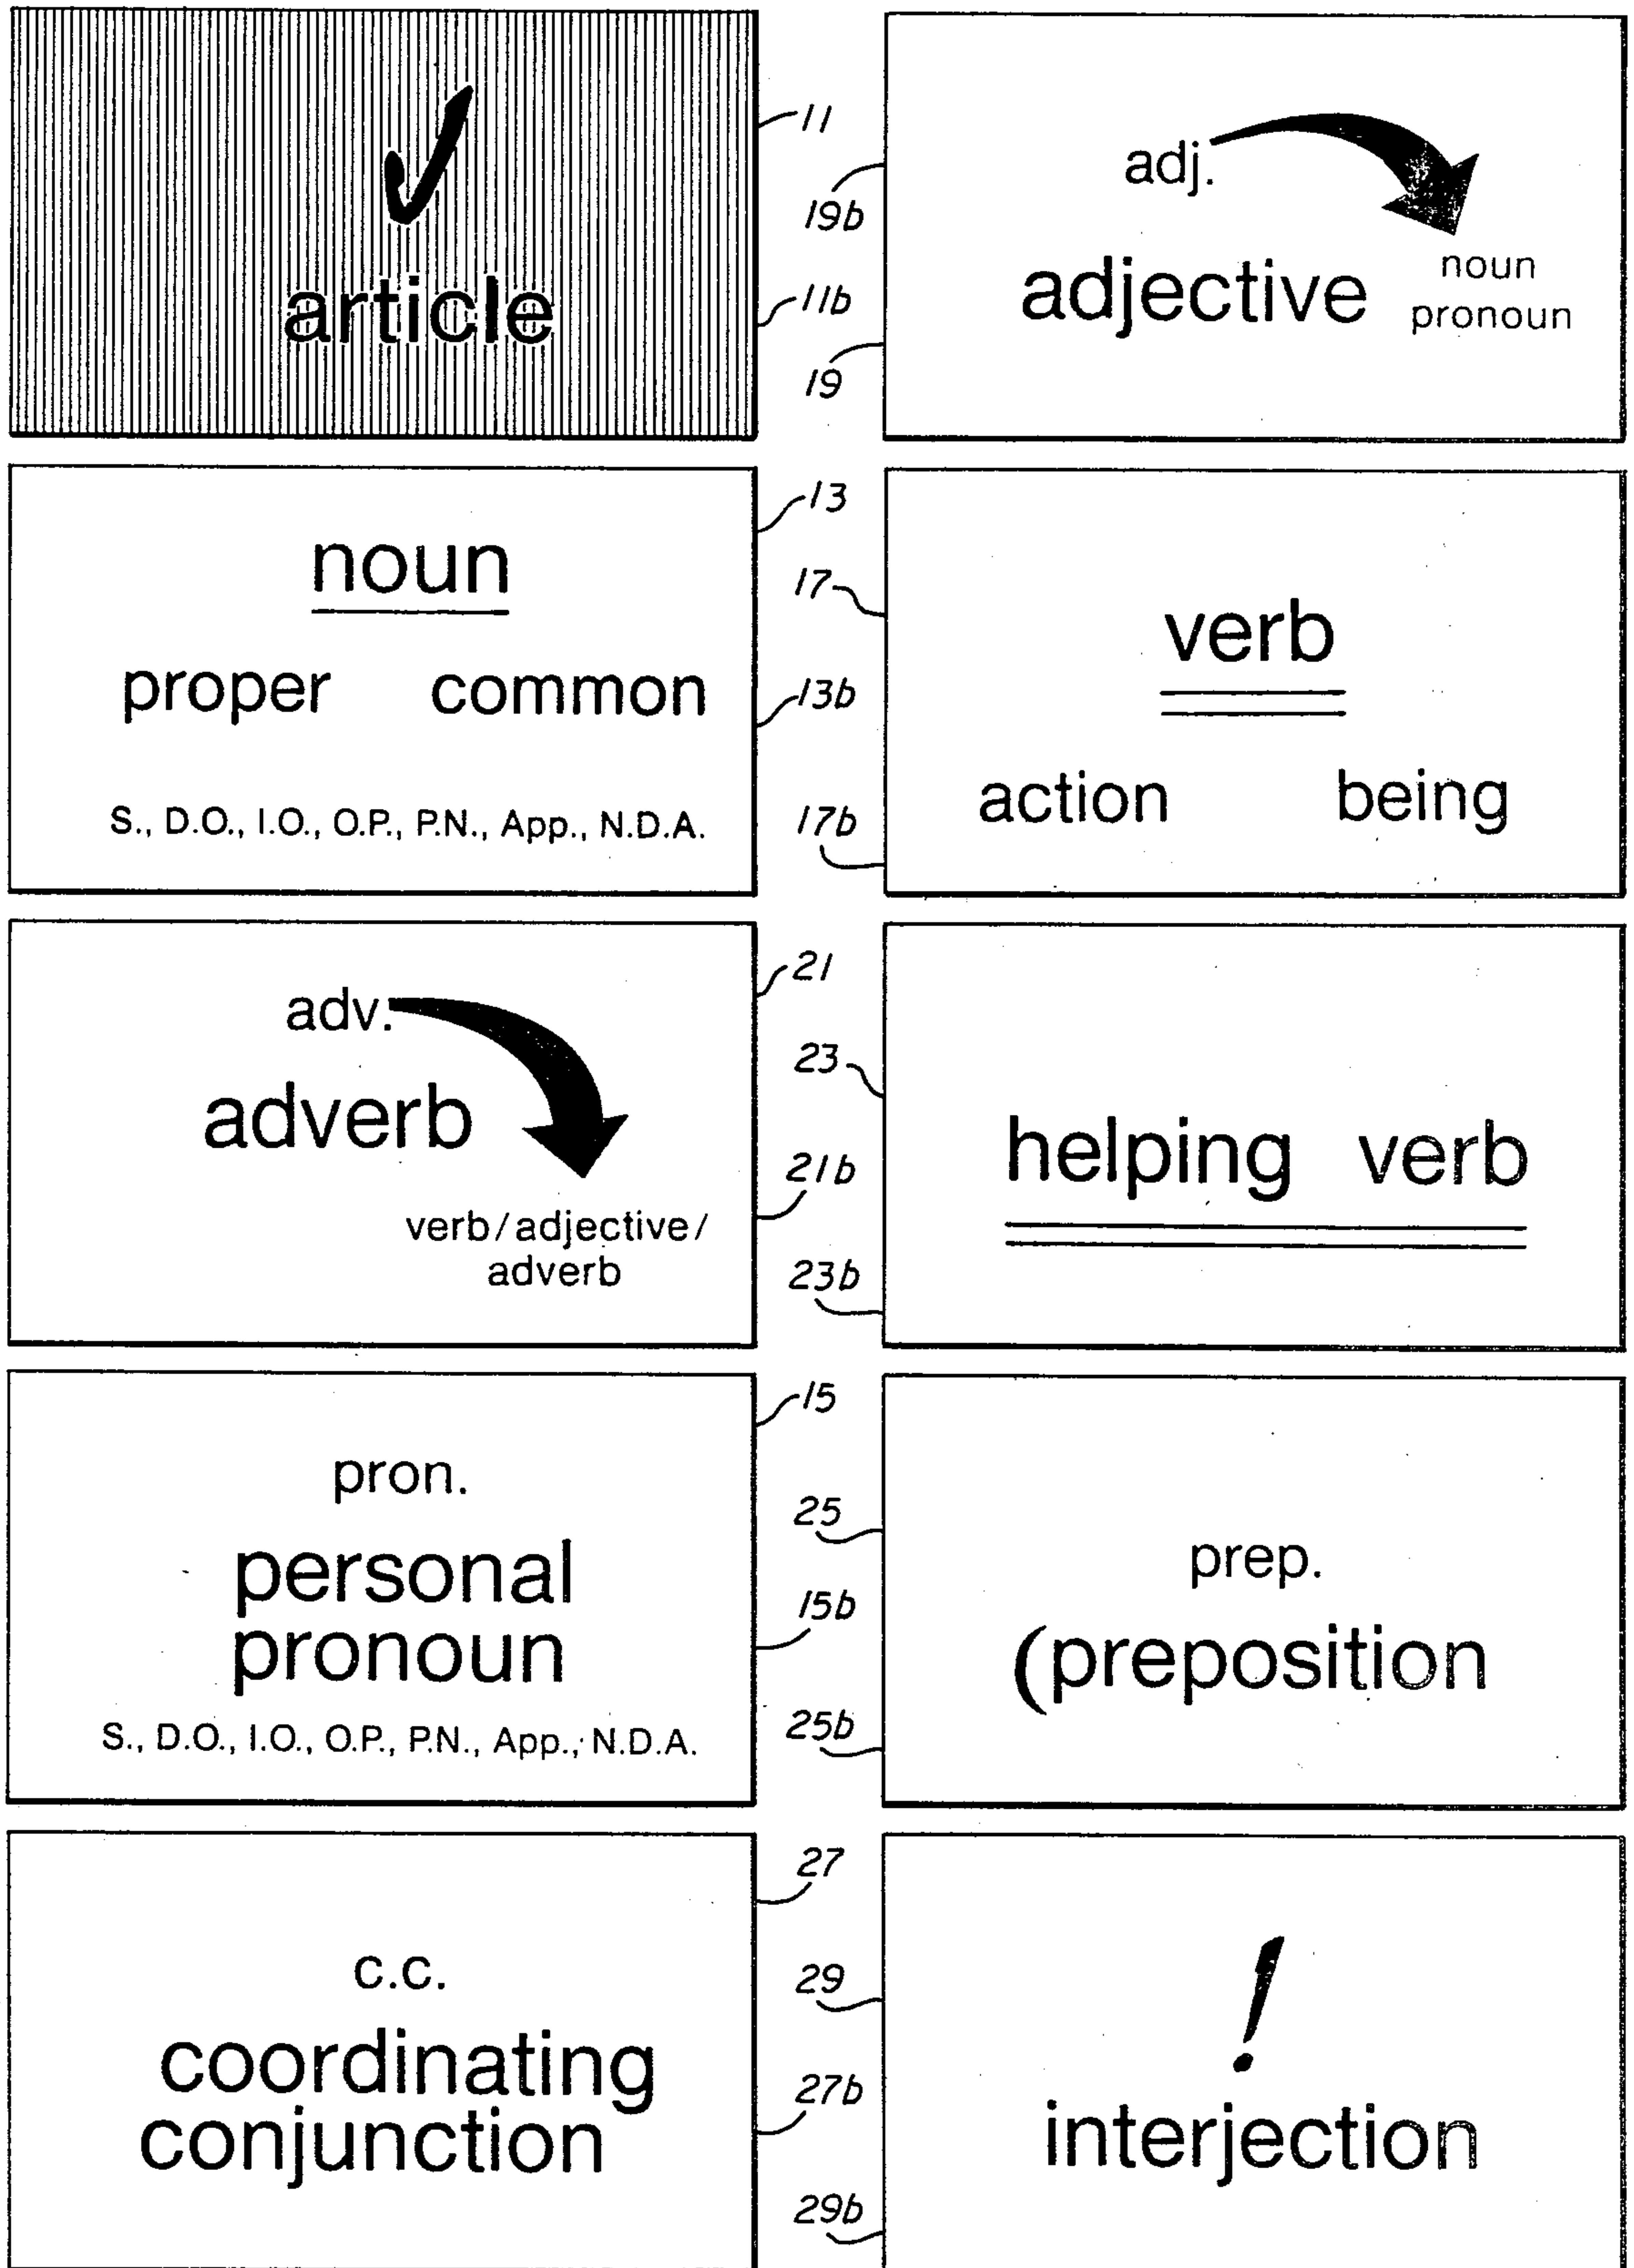 article
11
11b
adj.
adjective
noun
pronoun
19b
19
noun
proper common
S., D.O., I.O., O.P., P.N., App., N.D.A.
13
13b
verb
action being
17
17b
adv.
adverb
verb/adjective/
adverb
21
21b
helping verb
23
23b
pron.
personal
pronoun
S., D.O., I.O., O.P., P.N., App., N.D.A.
15
15b
prep.
(preposition
25
25b
c.c.
coordinating
conjunction
27
27b
!
interjection
29
29b